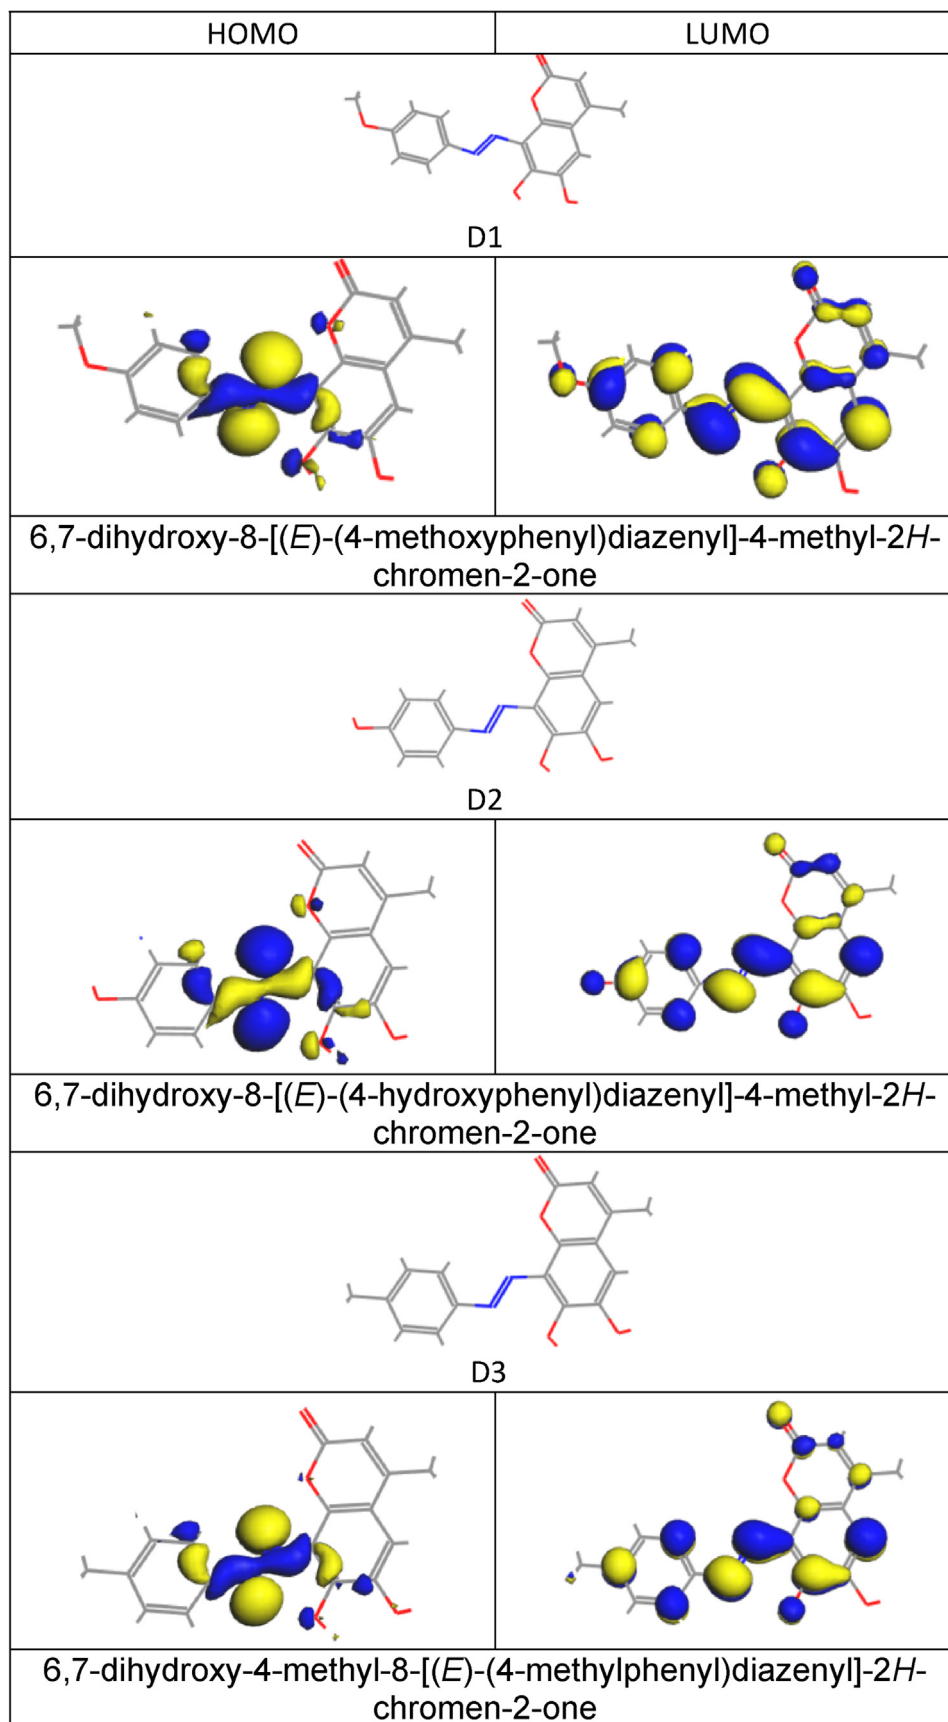 HOMO
LUMO
D1
6,7-dihydroxy-8-[(E)-(4-methoxyphenyl)diazenyl]-4-methyl-2H-
chromen-2-one
D2
6,7-dihydroxy-8-[(E)-(4-hydroxyphenyl)diazenyl]-4-methyl-2H-
chromen-2-one
D3
6,7-dihydroxy-4-methyl-8-[(E)-(4-methylphenyl)diazenyl]-2H-
chromen-2-one